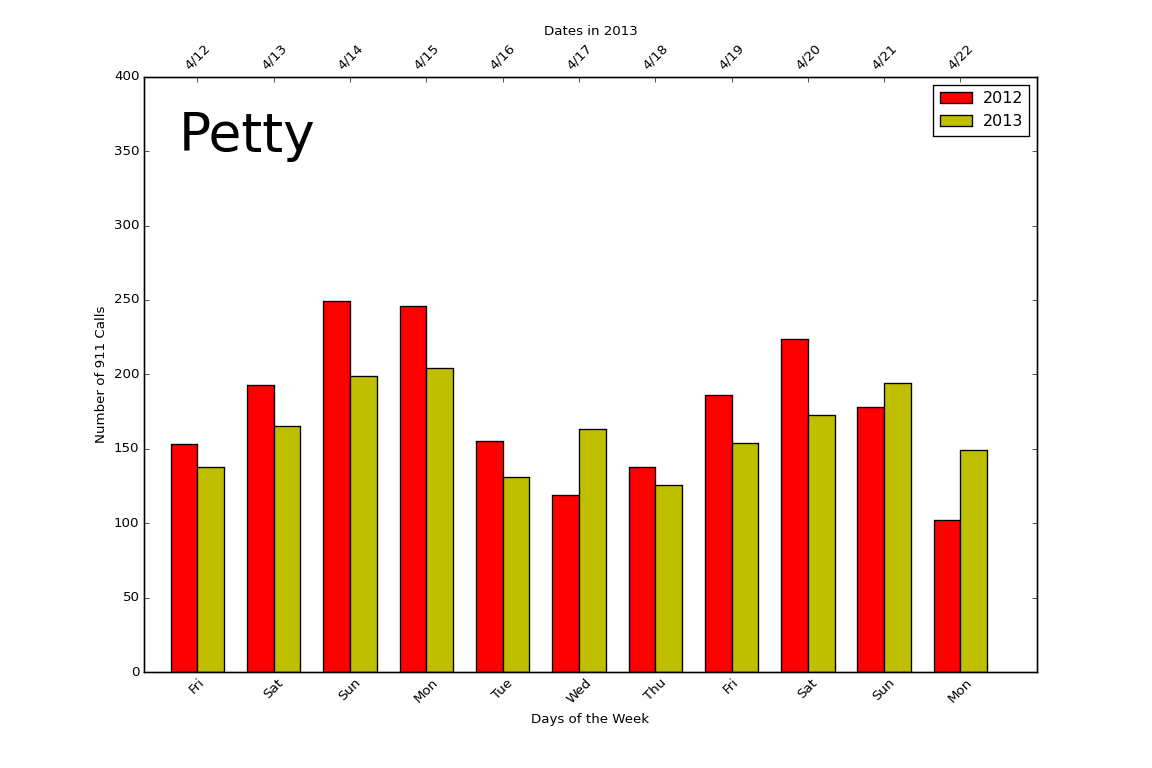 Dates in 2013
4/12 4/13 4/14 4/15 4/16 4/17 4/18 4/19 4/20 4/21 4/22
400
350
300
250
200
150
100
50
0
Petty
2012
2013
Number of 911 Calls
Fri Sat Sun Mon Tue Wed Thu Fri Sat Sun Mon
Days of the Week